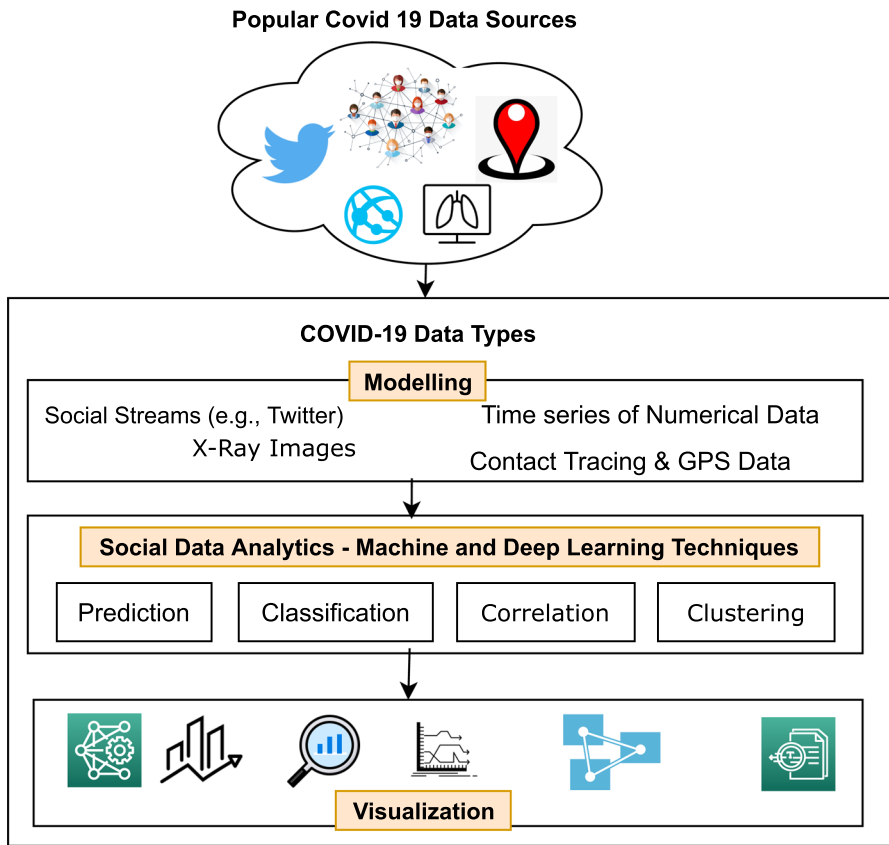 Popular Covid 19 Data Sources
COVID-19 Data Types
Modelling
Social Streams (e.g., Twitter)
Time series of Numerical Data
X-Ray Images
Contact Tracing & GPS Data
Social Data Analytics - Machine and Deep Learning Techniques
Prediction
Classification
Correlation
Clustering
Visualization